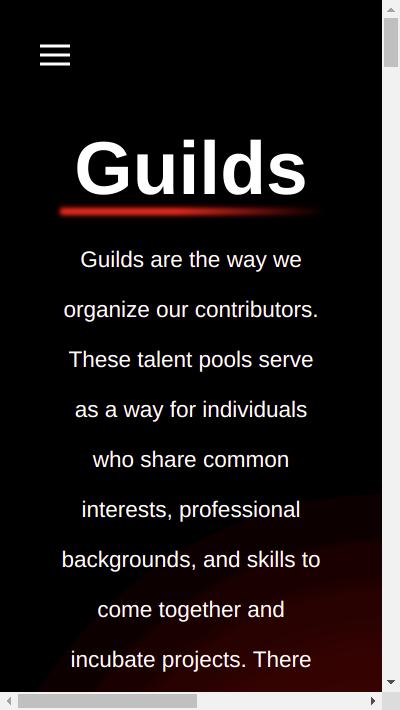 Guilds
Guilds are the way we
organize our contributors.
These talent pools serve
as a way for individuals
who share common
interests, professional
backgrounds, and skills to
come together and
incubate projects. There